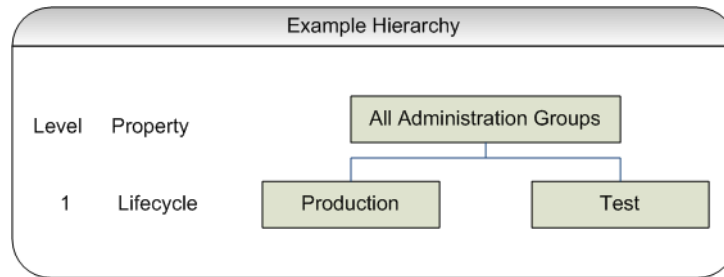 Example Hierarchy
All Administration Groups
Level Property
1 Lifecycle Production Test